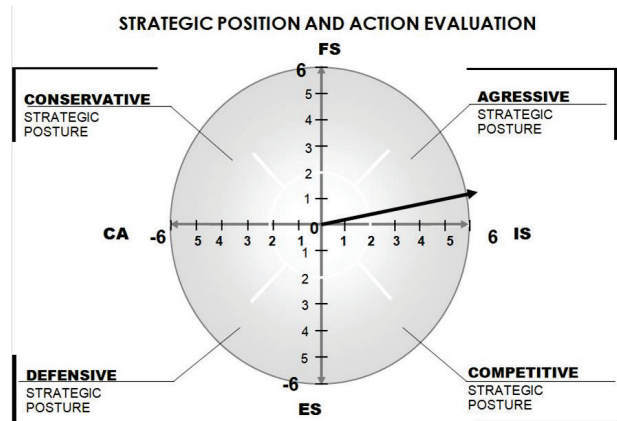 STRATEGIC POSITION AND ACTION EVALUATION
FS
6
CONSERVATIVE
STRATEGIC
POSTURE
AGRESSIVE
STRATEGIC
POSTURE
5
4
3
2
1
0
CA -6 5 4 3 2 1 1 2 3 4 5 6 IS
1
2
3
4
5
-6
DEFENSIVE
STRATEGIC
POSTURE
COMPETITIVE
STRATEGIC
POSTURE
ES